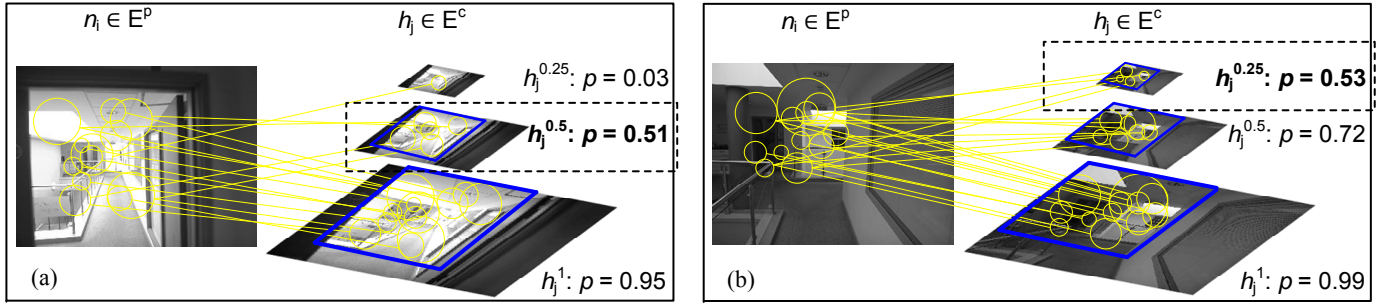 nᵢ ∈ Eᵖ
hⱼ ∈ Eᶜ
hⱼ⁰·²⁵: p = 0.03
hⱼ⁰·⁵: p = 0.51
hⱼ¹: p = 0.95
(a)
nᵢ ∈ Eᵖ
hⱼ ∈ Eᶜ
hⱼ⁰·²⁵: p = 0.53
hⱼ⁰·⁵: p = 0.72
hⱼ¹: p = 0.99
(b)